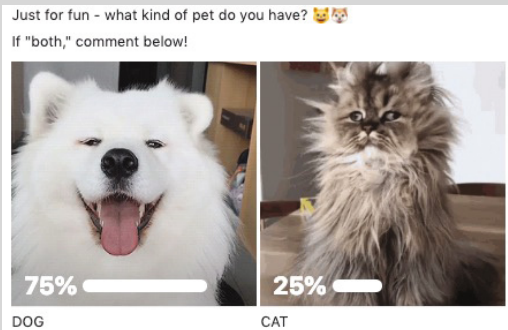 Just for fun - what kind of pet do you have? 😺🐶
If "both," comment below!
75%
25%
DOG
CAT